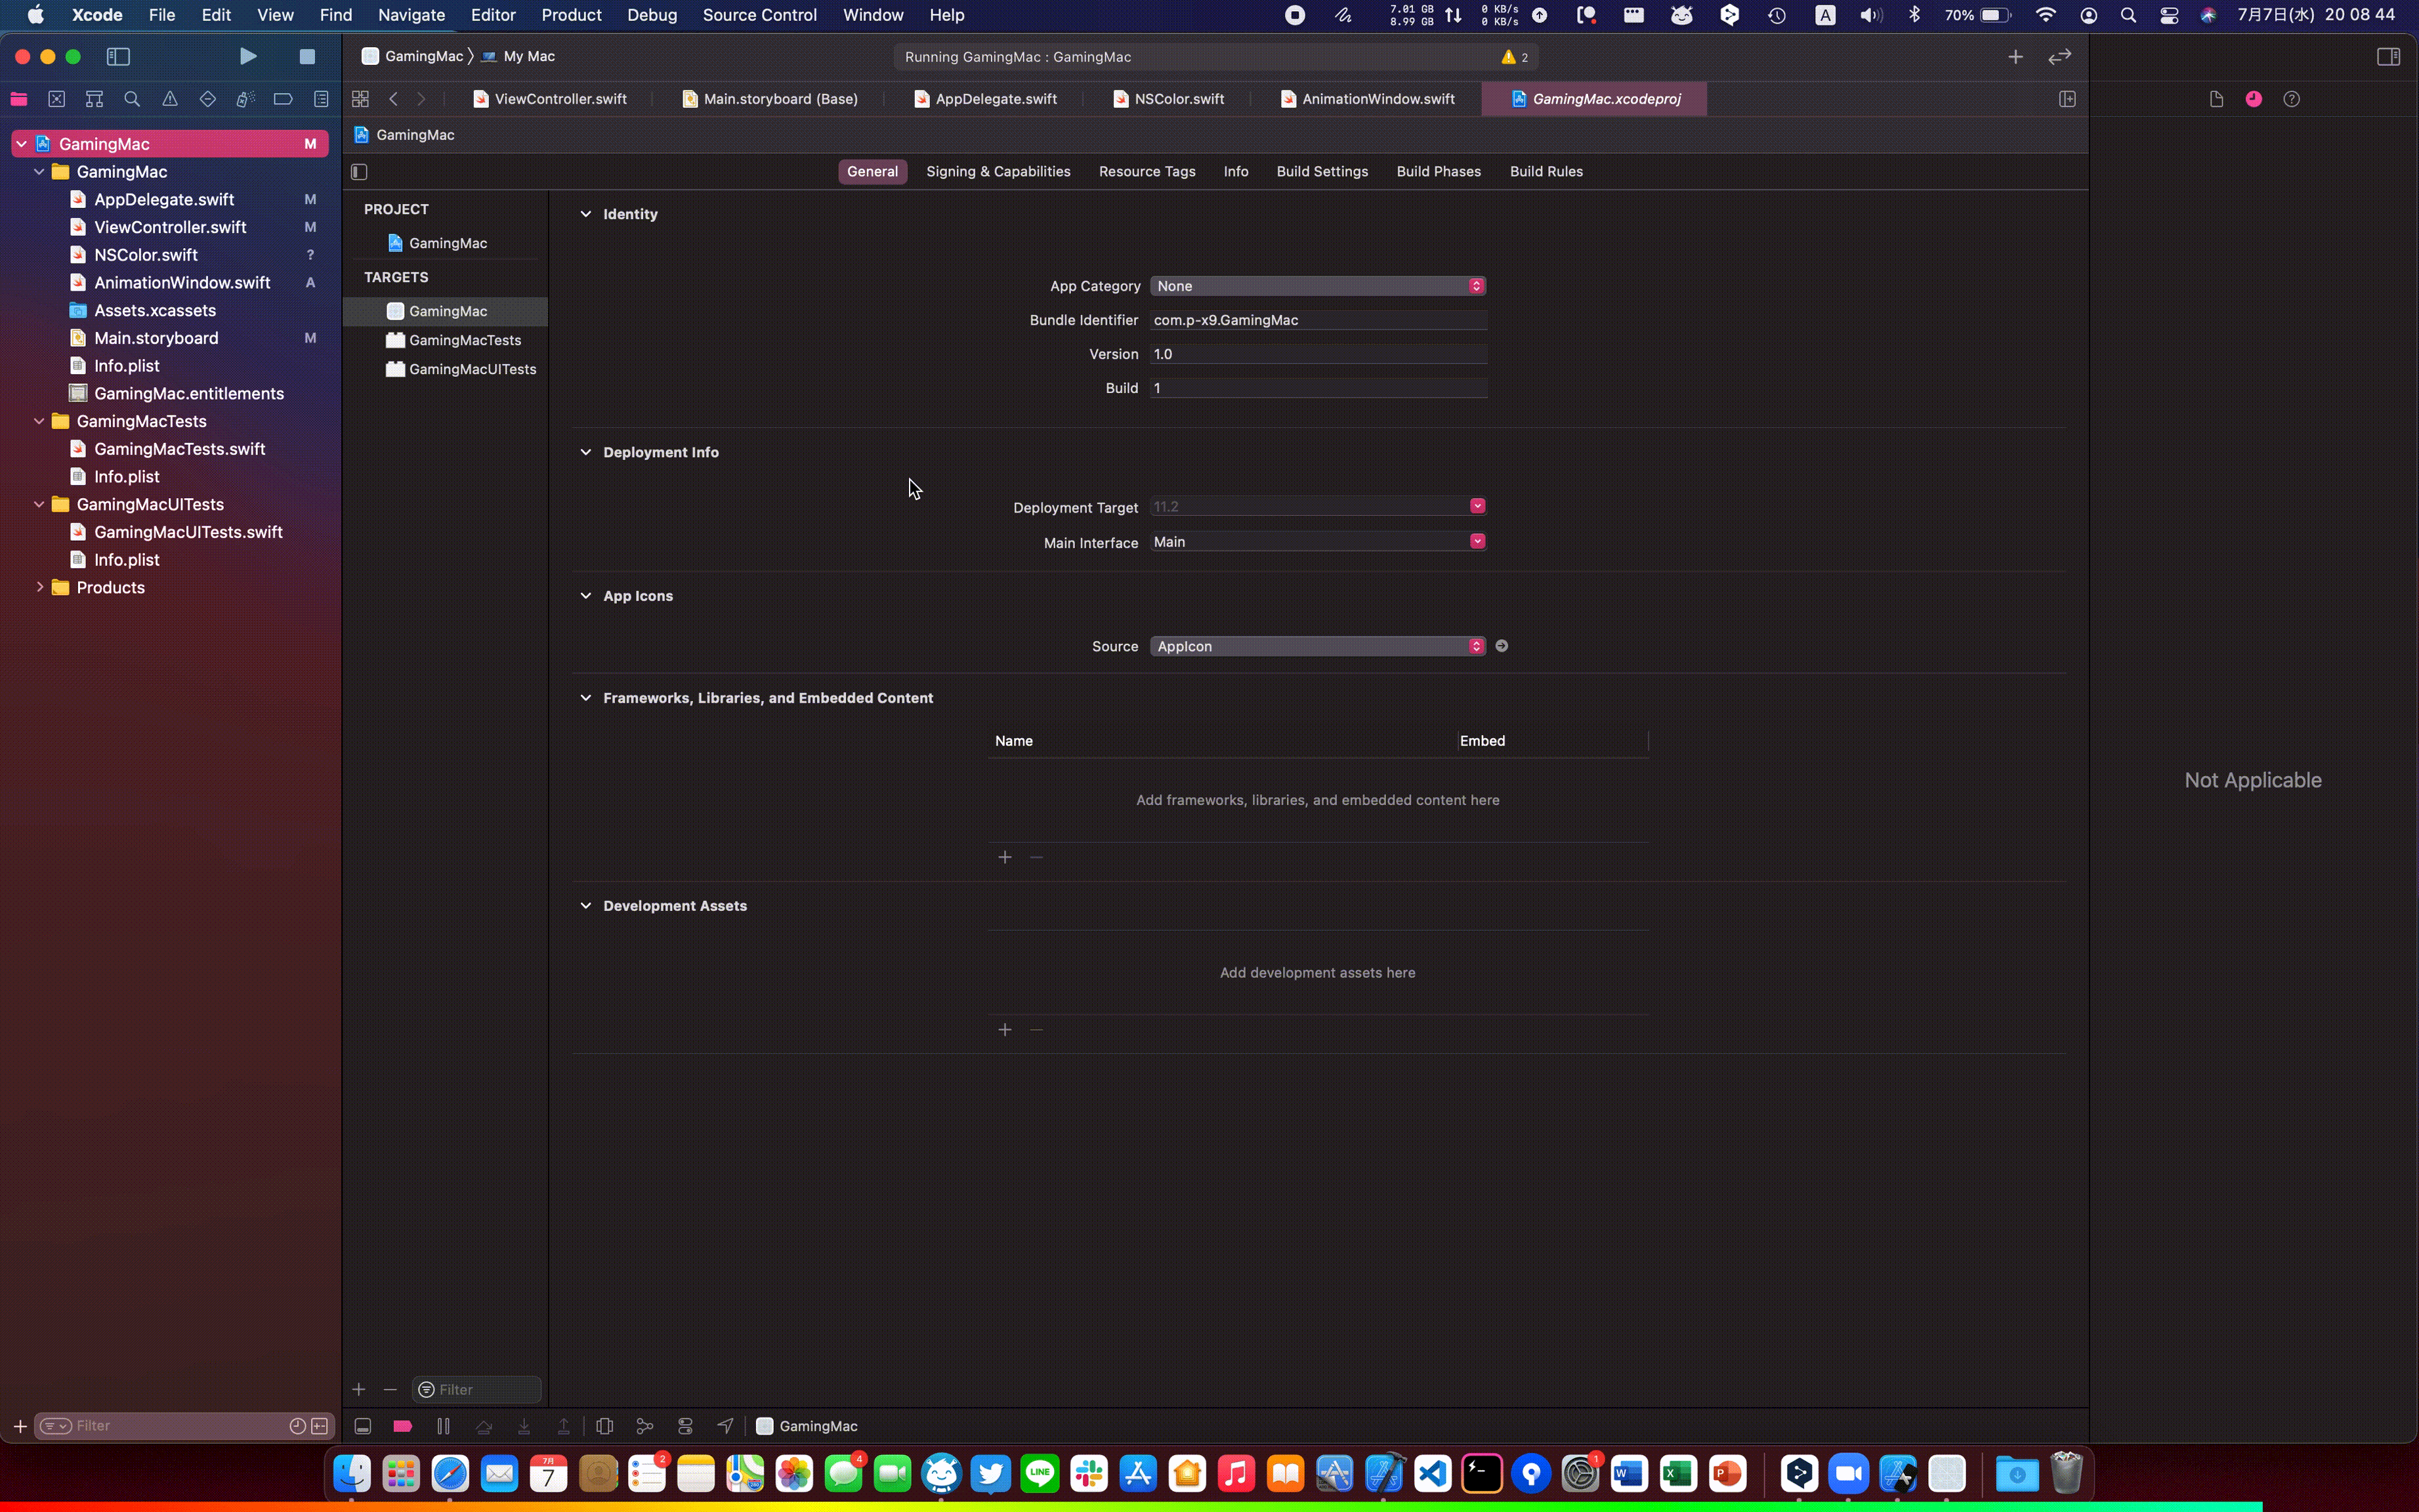 Xcode File Edit View Find Navigate Editor Product Debug Source Control Window Help
7.01 GB 0 KB/s
8.99 GB 0 KB/s
A 70% 7月7日(水) 20 08 44
GamingMac 〉 My Mac
Running GamingMac : GamingMac
2
ViewController.swift Main.storyboard (Base) AppDelegate.swift NSColor.swift AnimationWindow.swift GamingMac.xcodeproj
GamingMac
GamingMac M
GamingMac
AppDelegate.swift M
ViewController.swift M
NSColor.swift ?
AnimationWindow.swift A
Assets.xcassets
Main.storyboard M
Info.plist
GamingMac.entitlements
GamingMacTests
GamingMacTests.swift
Info.plist
GamingMacUITests
GamingMacUITests.swift
Info.plist
Products
Filter
General Signing & Capabilities Resource Tags Info Build Settings Build Phases Build Rules
PROJECT
GamingMac
TARGETS
GamingMac
GamingMacTests
GamingMacUITests
Filter
Identity
App Category None
Bundle Identifier com.p-x9.GamingMac
Version 1.0
Build 1
Deployment Info
Deployment Target 11.2
Main Interface Main
App Icons
Source AppIcon
Frameworks, Libraries, and Embedded Content
Name Embed
Add frameworks, libraries, and embedded content here
Development Assets
Add development assets here
Not Applicable
GamingMac
7月
7
2
4
LINE
1
W
X
P